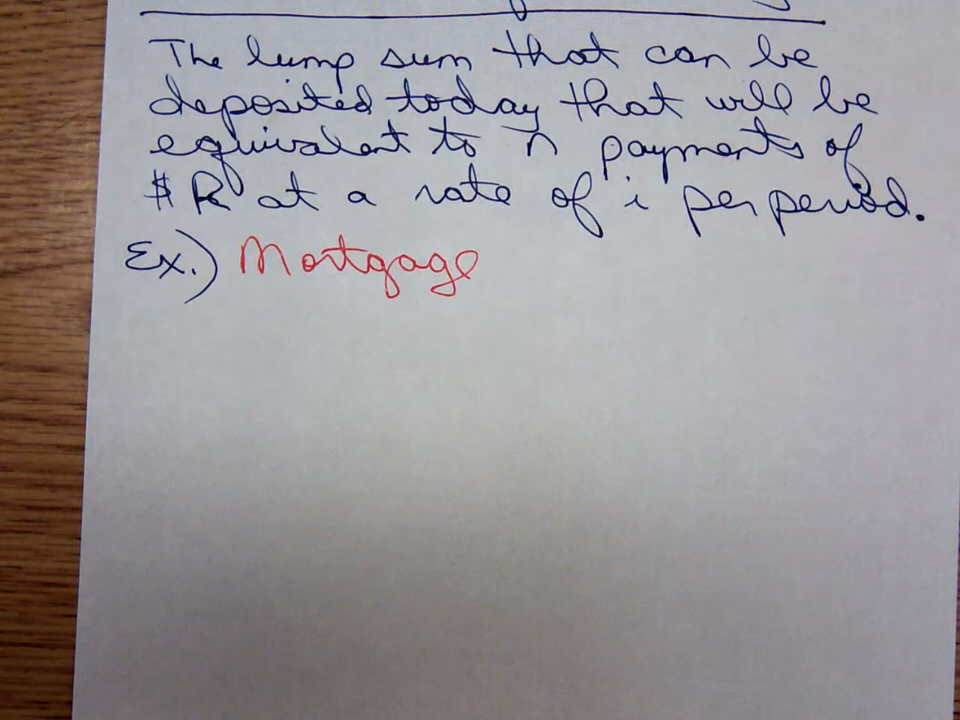 The lump sum that can be
deposited today that will be
equivalent to n payments of
$R at a rate of i per period.
Ex.) Mortgage